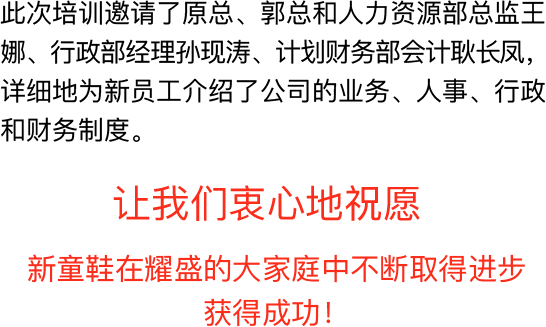 此次培训邀请了原总、郭总和人力资源部总监王
娜、行政部经理孙现涛、计划财务部会计耿长凤，
详细地为新员工介绍了公司的业务、人事、行政
和财务制度。
让我们衷心地祝愿
新童鞋在耀盛的大家庭中不断取得进步
获得成功！